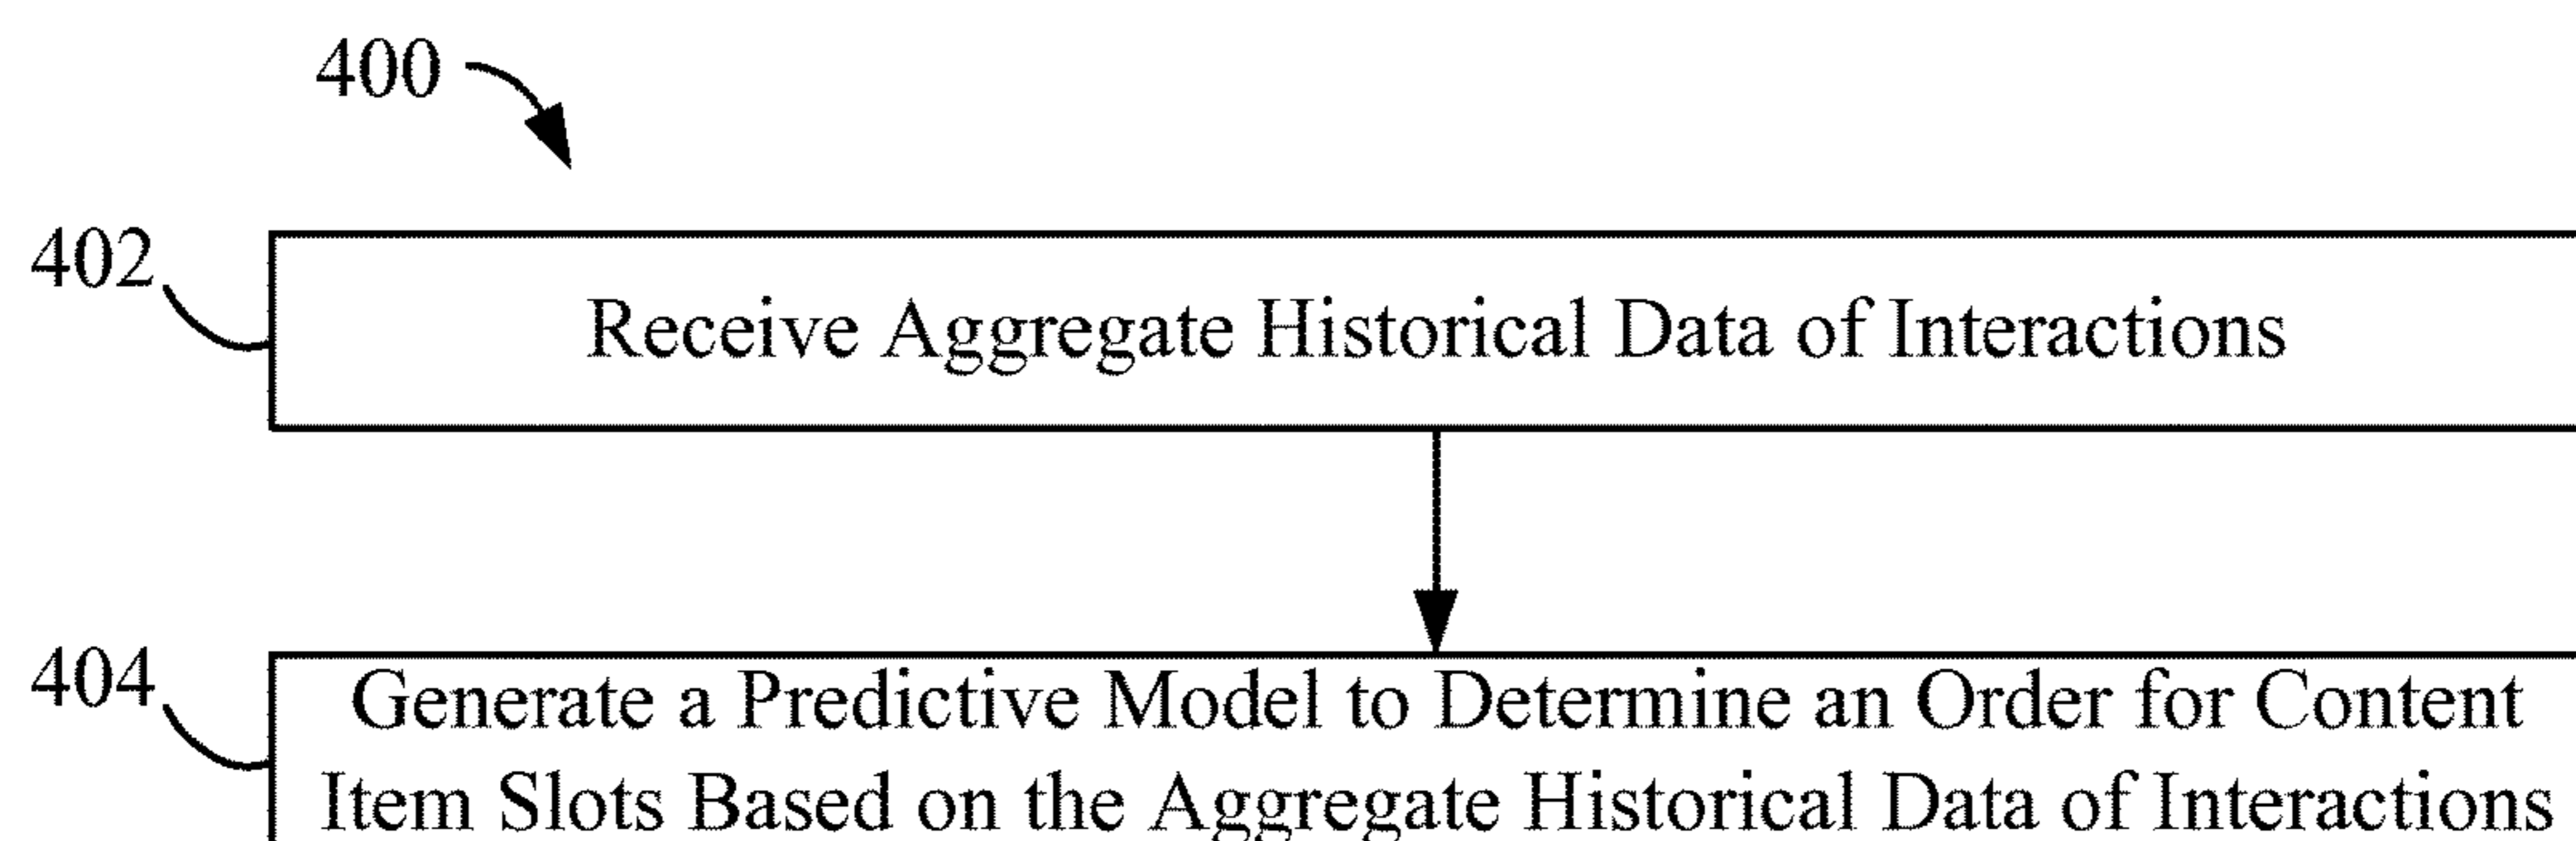 400
402
Receive Aggregate Historical Data of Interactions
404
Generate a Predictive Model to Determine an Order for Content
Item Slots Based on the Aggregate Historical Data of Interactions